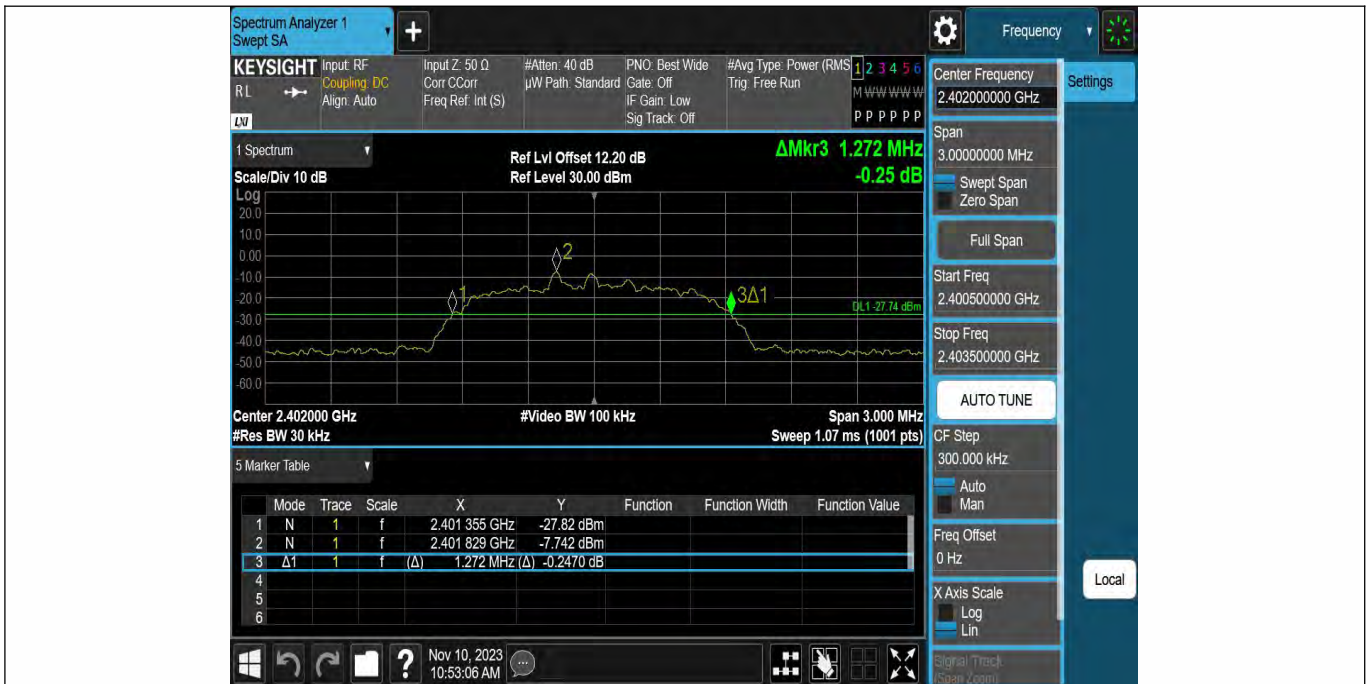 Spectrum Analyzer 1
Swept SA
+
Frequency
KEYSIGHT
RL
LXI
Input: RF
Coupling: DC
Align: Auto
Input Z: 50 Ω
Corr CCorr
Freq Ref: Int (S)
#Atten: 40 dB
µW Path: Standard
PNO: Best Wide
Gate: Off
IF Gain: Low
Sig Track: Off
#Avg Type: Power (RMS
Trig: Free Run
1 2 3 4 5 6
M W W W W W
P P P P P P
1 Spectrum
Scale/Div 10 dB
Ref Lvl Offset 12.20 dB
Ref Level 30.00 dBm
ΔMkr3 1.272 MHz
-0.25 dB
Log
20.0
10.0
0.00
-10.0
-20.0
-30.0
-40.0
-50.0
-60.0
1
2
3Δ1
DL1 -27.74 dBm
Center 2.402000 GHz
#Video BW 100 kHz
Span 3.000 MHz
#Res BW 30 kHz
Sweep 1.07 ms (1001 pts)
5 Marker Table
Mode Trace Scale X Y Function Function Width Function Value
1 N 1 f 2.401 355 GHz -27.82 dBm
2 N 1 f 2.401 829 GHz -7.742 dBm
3 Δ1 1 f (Δ) 1.272 MHz (Δ) -0.2470 dB
4
5
6
?
Nov 10, 2023
10:53:06 AM
Center Frequency
2.402000000 GHz
Settings
Span
3.00000000 MHz
Swept Span
Zero Span
Full Span
Start Freq
2.400500000 GHz
Stop Freq
2.403500000 GHz
AUTO TUNE
CF Step
300.000 kHz
Auto
Man
Freq Offset
0 Hz
X Axis Scale
Log
Lin
Signal Track
(Span Zoom)
Local